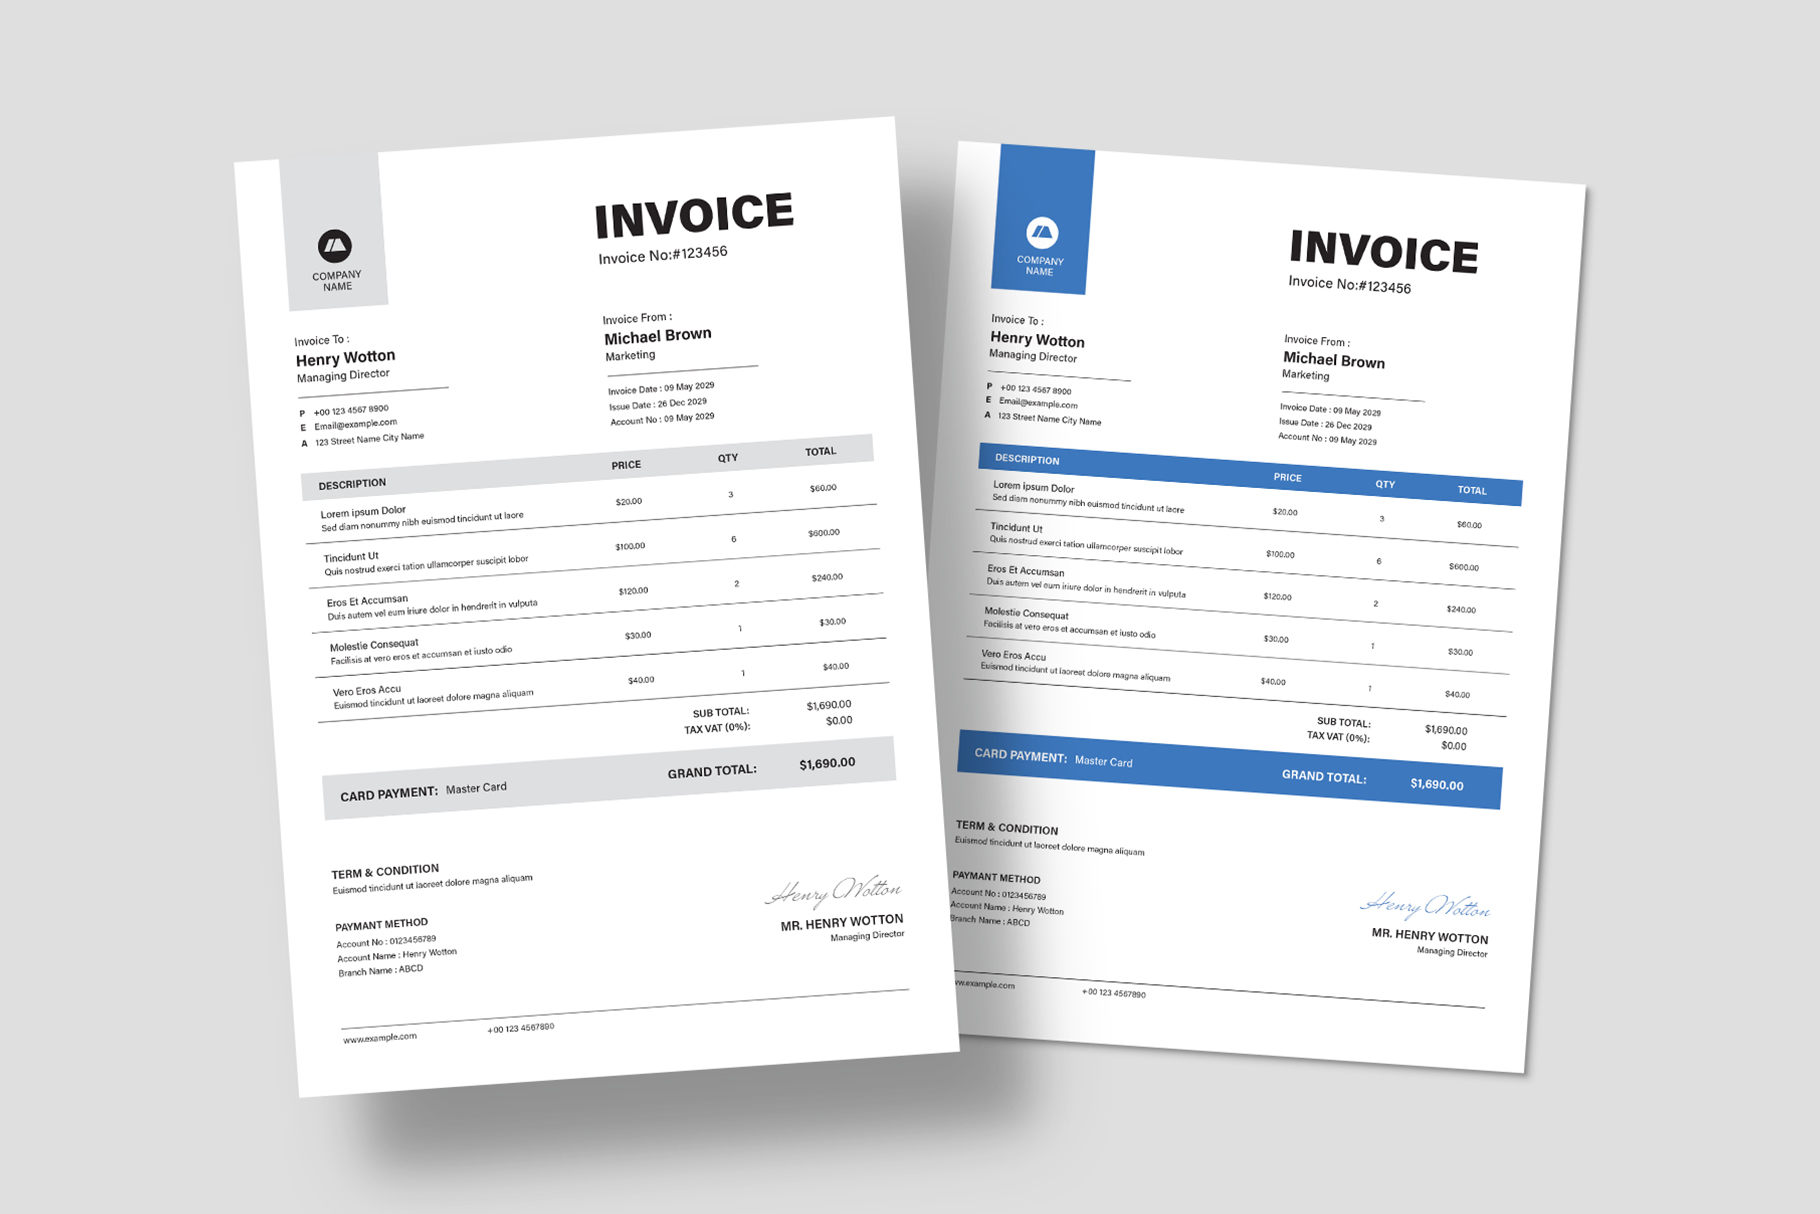 COMPANY
NAME
INVOICE
Invoice No:#123456
Invoice To :
Henry Wotton
Managing Director
P +00 123 4567 8900
E Email@example.com
A 123 Street Name City Name
Invoice From :
Michael Brown
Marketing
Invoice Date : 09 May 2029
Issue Date : 26 Dec 2029
Account No : 09 May 2029
DESCRIPTION PRICE QTY TOTAL
Lorem ipsum Dolor
Sed diam nonummy nibh euismod tincidunt ut laore
$20.00 3 $60.00
Tincidunt Ut
Quis nostrud exerci tation ullamcorper suscipit lobor
$100.00 6 $600.00
Eros Et Accumsan
Duis autem vel eum iriure dolor in hendrerit in vulputa
$120.00 2 $240.00
Molestie Consequat
Facilisis at vero eros et accumsan et iusto odio
$30.00 1 $30.00
Vero Eros Accu
Euismod tincidunt ut laoreet dolore magna aliquam
$40.00 1 $40.00
SUB TOTAL: $1,690.00
TAX VAT (0%): $0.00
CARD PAYMENT: Master Card GRAND TOTAL: $1,690.00
TERM & CONDITION
Euismod tincidunt ut laoreet dolore magna aliquam
PAYMANT METHOD
Account No : 0123456789
Account Name : Henry Wotton
Branch Name : ABCD
Henry Wotton
MR. HENRY WOTTON
Managing Director
www.example.com +00 123 4567890
COMPANY
NAME
INVOICE
Invoice No:#123456
Invoice To :
Henry Wotton
Managing Director
P +00 123 4567 8900
E Email@example.com
A 123 Street Name City Name
Invoice From :
Michael Brown
Marketing
Invoice Date : 09 May 2029
Issue Date : 26 Dec 2029
Account No : 09 May 2029
DESCRIPTION PRICE QTY TOTAL
Lorem ipsum Dolor
Sed diam nonummy nibh euismod tincidunt ut laore
$20.00 3 $60.00
Tincidunt Ut
Quis nostrud exerci tation ullamcorper suscipit lobor
$100.00 6 $600.00
Eros Et Accumsan
Duis autem vel eum iriure dolor in hendrerit in vulputa
$120.00 2 $240.00
Molestie Consequat
Facilisis at vero eros et accumsan et iusto odio
$30.00 1 $30.00
Vero Eros Accu
Euismod tincidunt ut laoreet dolore magna aliquam
$40.00 1 $40.00
SUB TOTAL: $1,690.00
TAX VAT (0%): $0.00
CARD PAYMENT: Master Card GRAND TOTAL: $1,690.00
TERM & CONDITION
Euismod tincidunt ut laoreet dolore magna aliquam
PAYMANT METHOD
Account No : 0123456789
Account Name : Henry Wotton
Branch Name : ABCD
Henry Wotton
MR. HENRY WOTTON
Managing Director
ww.example.com +00 123 4567890